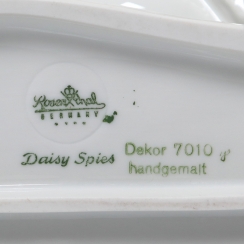 Rosenthal
GERMANY
Daisy Spies
Dekor 7010
handgemalt